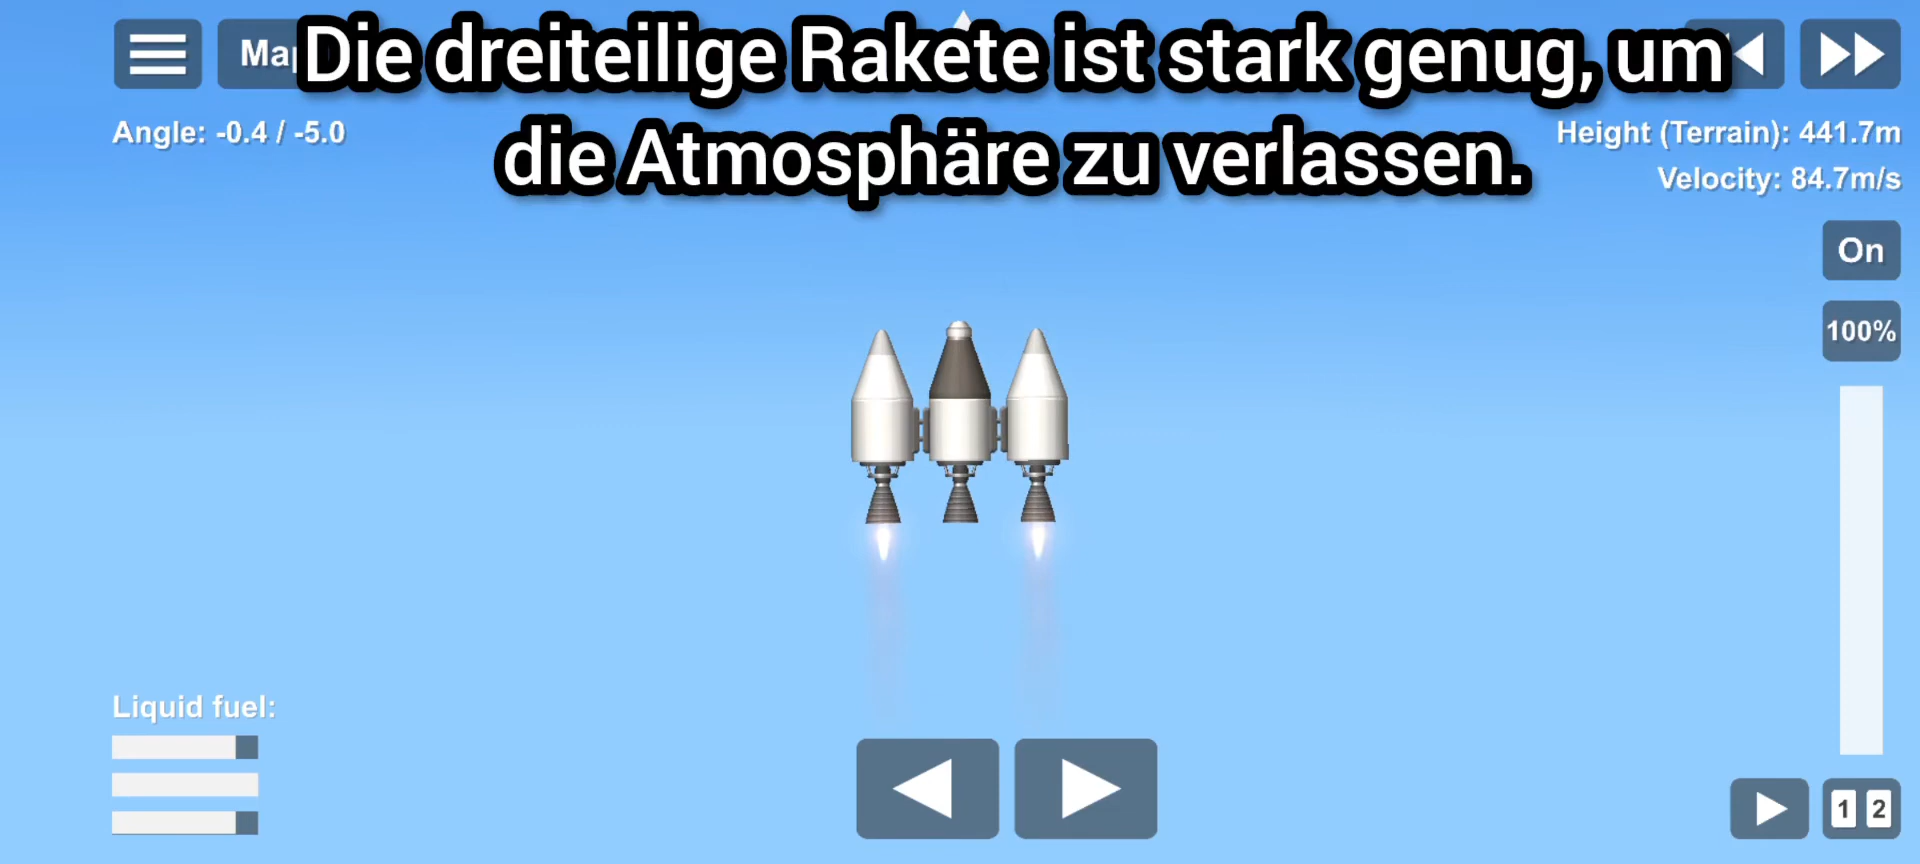 Map
Die dreiteilige Rakete ist stark genug, um
die Atmosphäre zu verlassen.
Angle: -0.4 / -5.0
Height (Terrain): 441.7m
Velocity: 84.7m/s
On
100%
Liquid fuel:
1 2